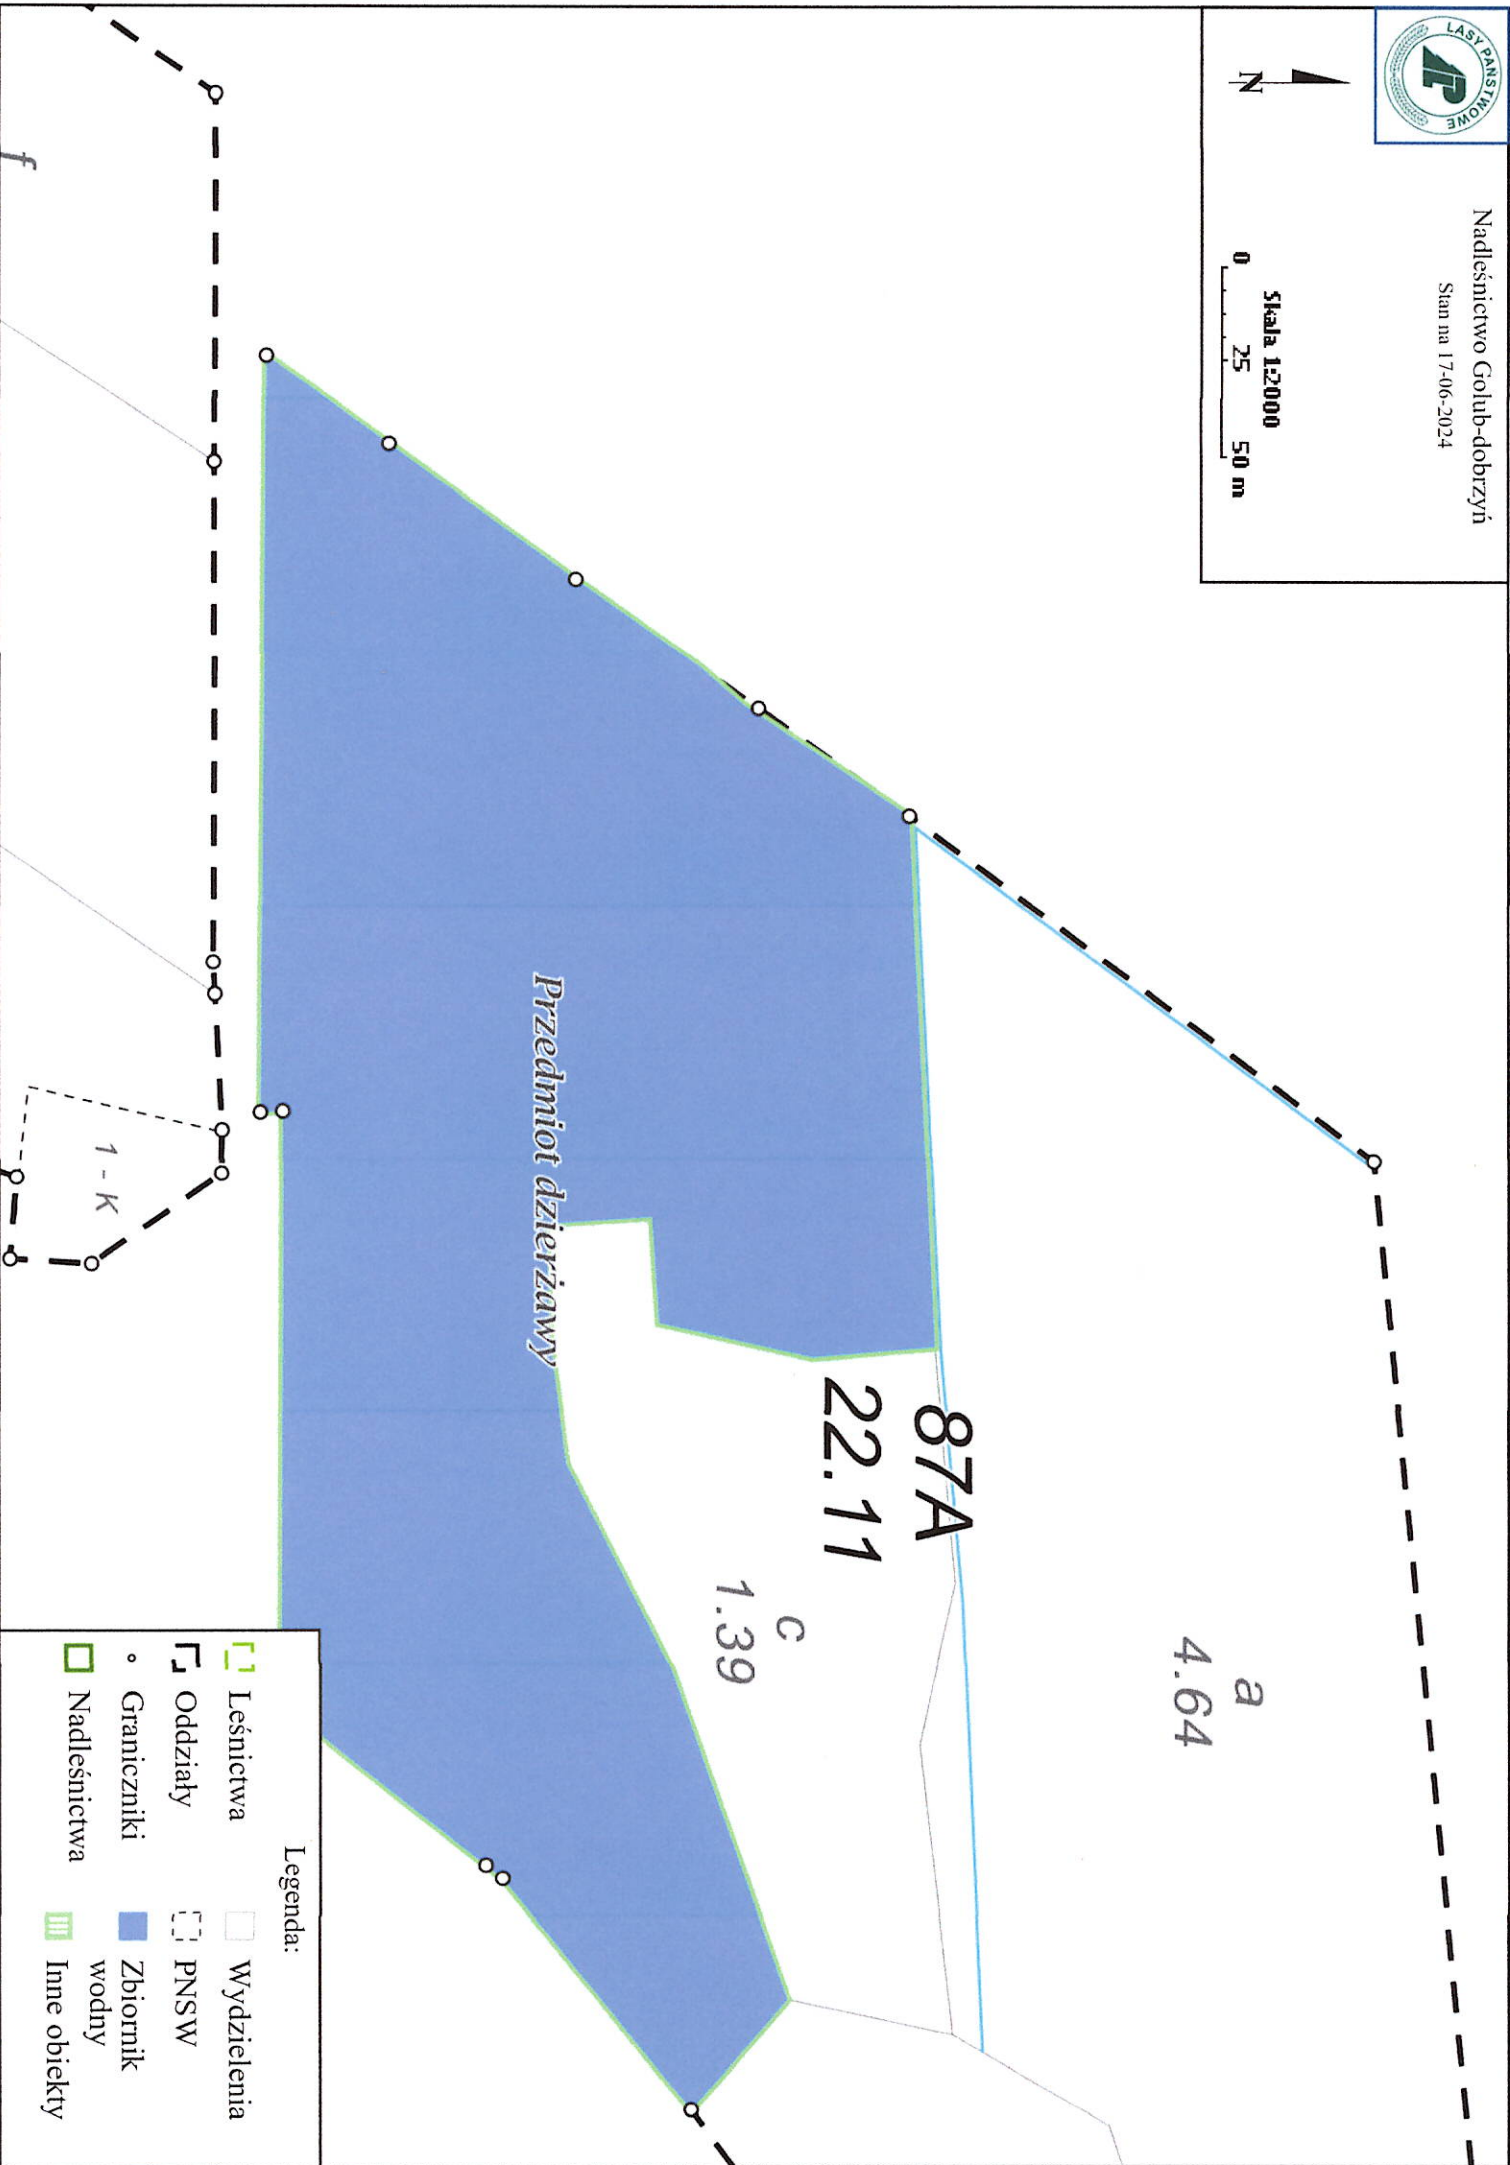 LASY PAŃSTWOWE
Nadleśnictwo Golub-dobrzyń
Stan na 17-06-2024
N
Skala 1:2000
0 25 50 m
a
4.64
87A
22.11
c
1.39
Przedmiot dzierżawy
1 - K
f
Legenda:
Leśnictwa
Oddziały
Graniczniki
Nadleśnictwa
Wydzielenia
PNSW
Zbiornik
wodny
Inne obiekty